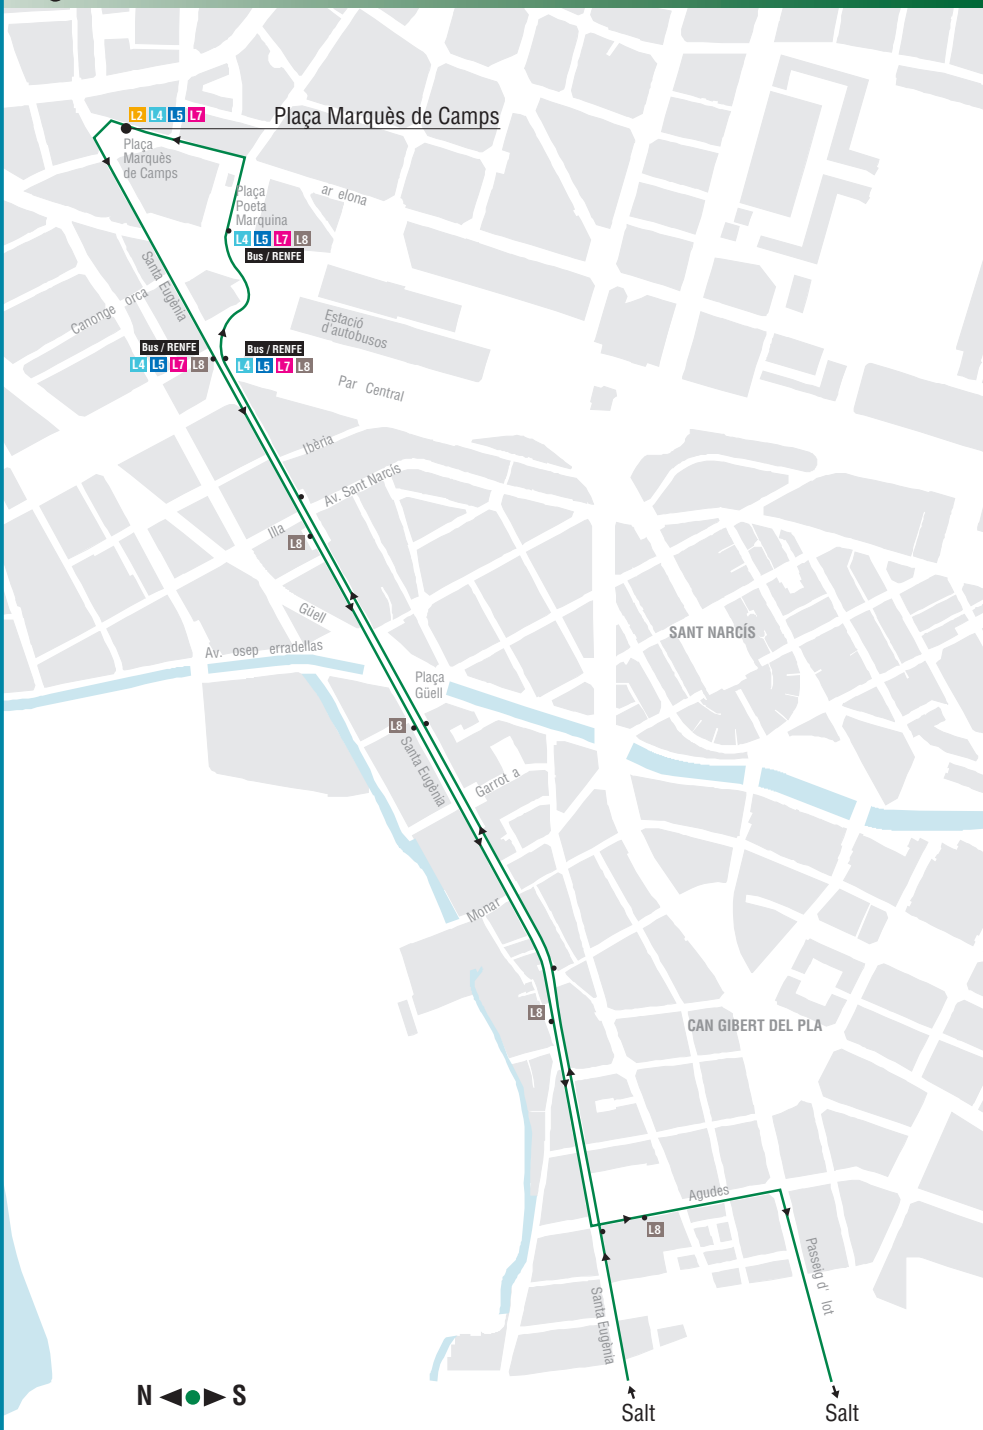 L2 L4 L5 L7
Plaça Marquès de Camps
Plaça
Marquès
de Camps
ar elona
Plaça
Poeta
Marquina
L4 L5 L7 L8
Bus / RENFE
Santa Eugènia
Canonge orca
Estació
d'autobusos
Bus / RENFE
L4 L5 L7 L8
Bus / RENFE
L4 L5 L7 L8
Par Central
Ibèria
Av. Sant Narcís
Illa
L8
Güell
SANT NARCÍS
Av. osep erradellas
Plaça
Güell
L8
Santa Eugènia
Garrot a
Monar
L8
CAN GIBERT DEL PLA
Agudes
L8
Passeig d' lot
Santa Eugènia
N S
Salt
Salt